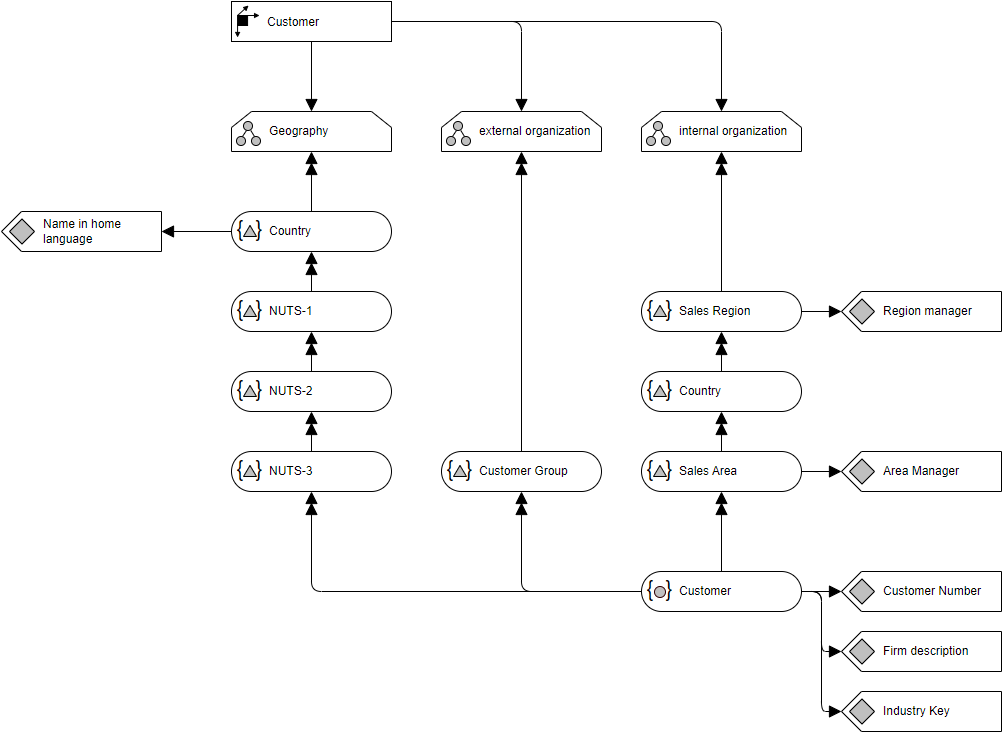 Customer
Geography
external organization
internal organization
Name in home
language
Country
NUTS-1
Sales Region
Region manager
NUTS-2
Country
NUTS-3
Customer Group
Sales Area
Area Manager
Customer
Customer Number
Firm description
Industry Key